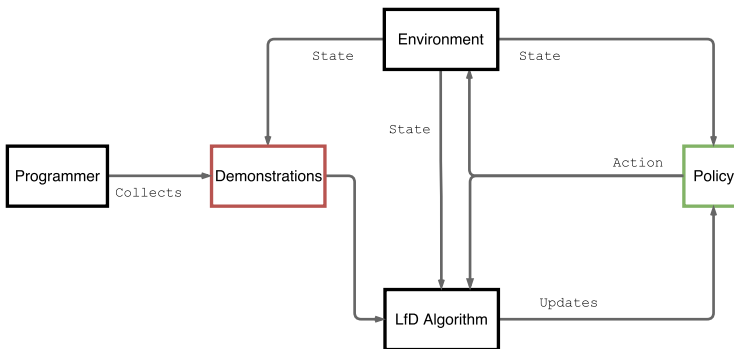 Environment
State
State
State
Programmer
Demonstrations
Action
Policy
Collects
LfD Algorithm
Updates